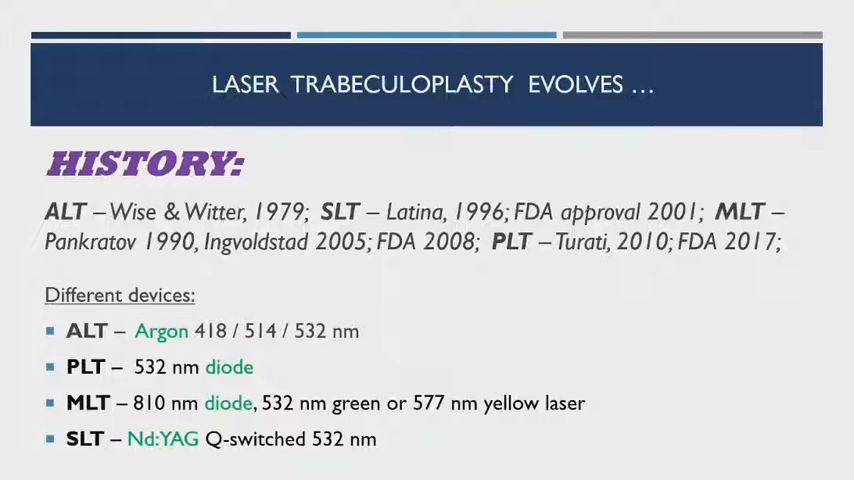 LASER TRABECULOPLASTY EVOLVES ...
HISTORY:
ALT – Wise & Witter, 1979; SLT – Latina, 1996; FDA approval 2001; MLT –
Pankratov 1990, Ingvoldstad 2005; FDA 2008; PLT – Turati, 2010; FDA 2017;
Different devices:
ALT – Argon 418 / 514 / 532 nm
PLT – 532 nm diode
MLT – 810 nm diode, 532 nm green or 577 nm yellow laser
SLT – Nd:YAG Q-switched 532 nm